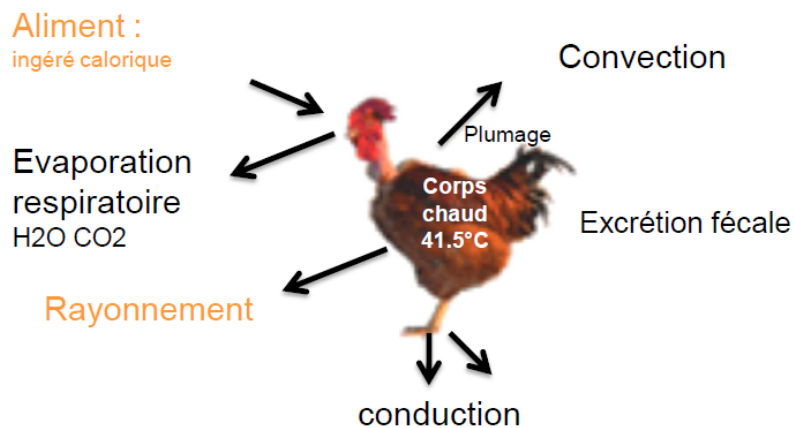 Aliment :
ingéré calorique
Convection
Plumage
Evaporation
respiratoire
H2O CO2
Corps
chaud
41.5°C
Excrétion fécale
Rayonnement
conduction